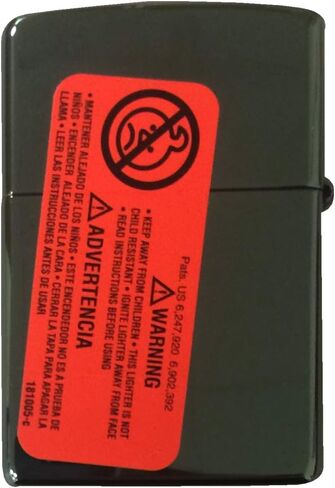 Pats. US 6,247,920 6,902,392
⚠ WARNING
• KEEP AWAY FROM CHILDREN • THIS LIGHTER IS NOT
CHILD RESISTANT • IGNITE LIGHTER AWAY FROM FACE
• READ INSTRUCTIONS BEFORE USING
⚠ ADVERTENCIA
• MANTENER ALEJADO DE LOS NIÑOS • ESTE ENCENDEDOR NO ES A PRUEBA DE
NIÑOS • ENCENDER ALEJADO DE LA CARA • CERRAR LA TAPA PARA APAGAR LA
LLAMA • LEER LAS INSTRUCCIONES ANTES DE USAR
181005-c